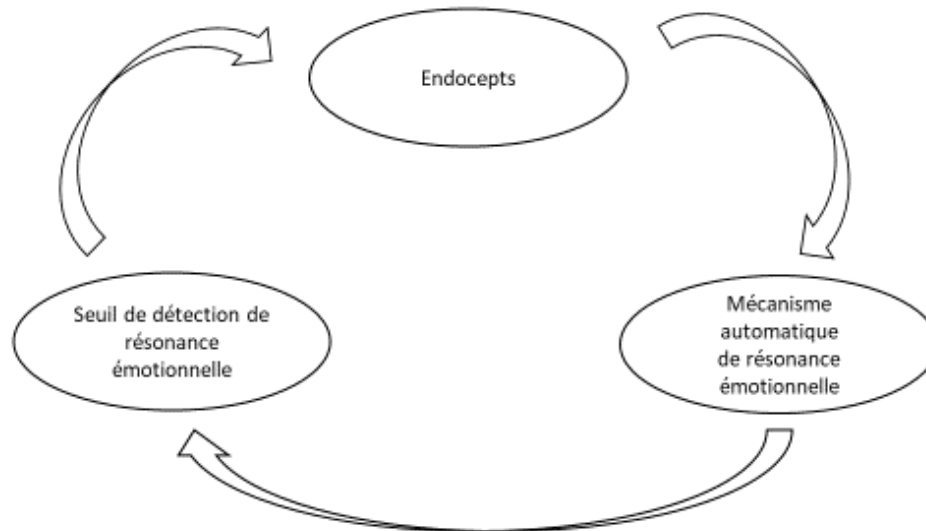 Endocepts
Seuil de détection de
résonance
émotionnelle
Mécanisme
automatique
de résonance
émotionnelle